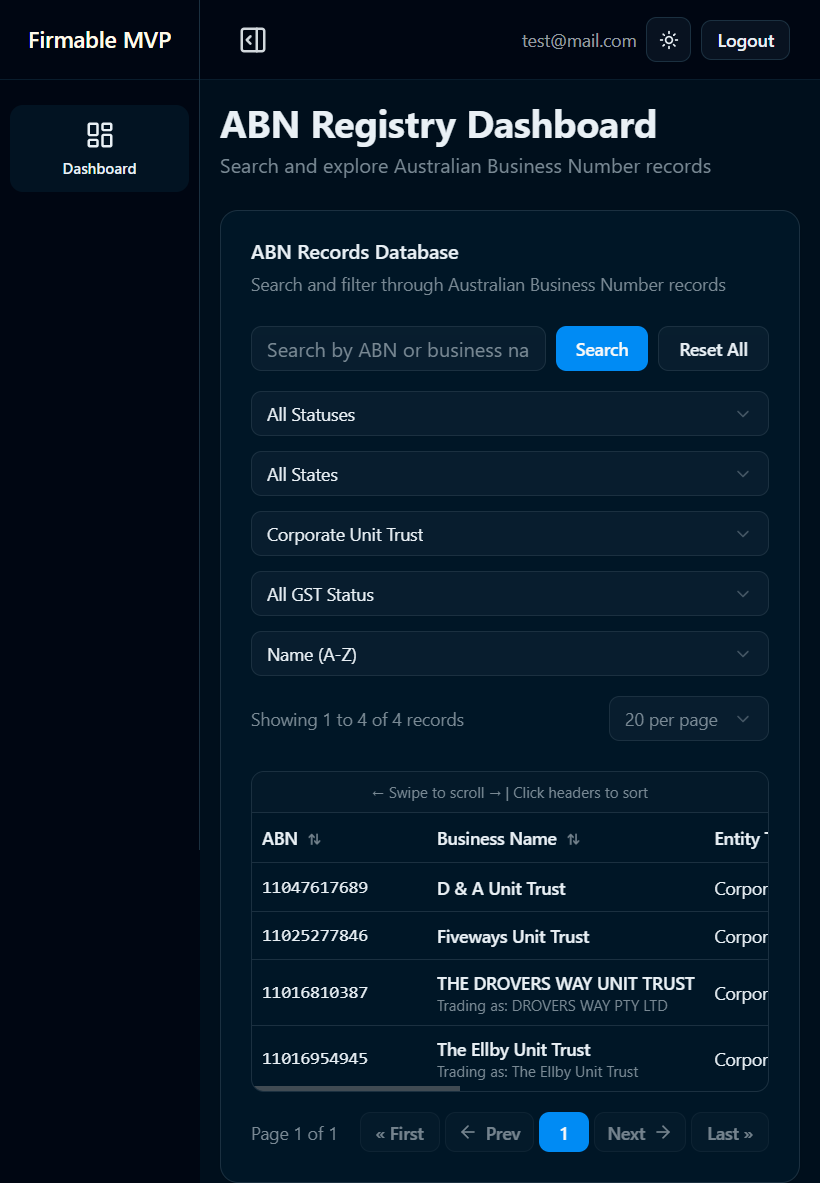 Firmable MVP
test@mail.com
Logout
Dashboard
ABN Registry Dashboard
Search and explore Australian Business Number records
ABN Records Database
Search and filter through Australian Business Number records
Search by ABN or business na
Search
Reset All
All Statuses
All States
Corporate Unit Trust
All GST Status
Name (A-Z)
Showing 1 to 4 of 4 records
20 per page
← Swipe to scroll → | Click headers to sort
ABN Business Name Entity
11047617689 D & A Unit Trust Corpor
11025277846 Fiveways Unit Trust Corpor
11016810387 THE DROVERS WAY UNIT TRUST Corpor
Trading as: DROVERS WAY PTY LTD
11016954945 The Ellby Unit Trust Corpor
Trading as: The Ellby Unit Trust
Page 1 of 1 « First ← Prev 1 Next → Last »